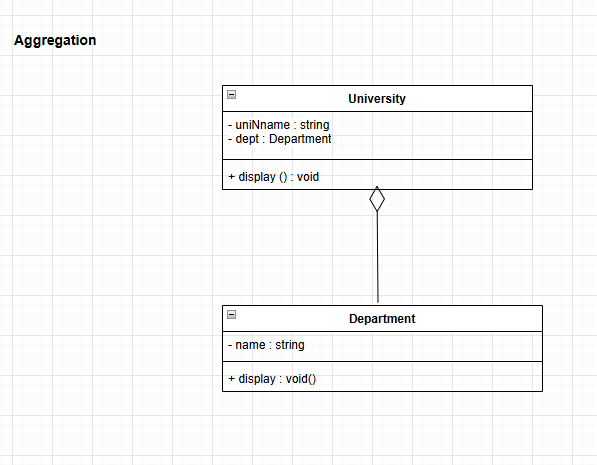 Aggregation
University
- uniNname : string
- dept : Department
+ display () : void
Department
- name : string
+ display : void()